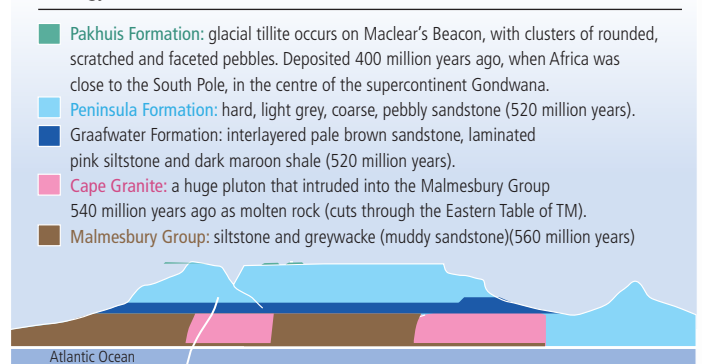 Pakhuis Formation: glacial tillite occurs on Maclear's Beacon, with clusters of rounded,
scratched and faceted pebbles. Deposited 400 million years ago, when Africa was
close to the South Pole, in the centre of the supercontinent Gondwana.
Peninsula Formation: hard, light grey, coarse, pebbly sandstone (520 million years).
Graafwater Formation: interlayered pale brown sandstone, laminated
pink siltstone and dark maroon shale (520 million years).
Cape Granite: a huge pluton that intruded into the Malmesbury Group
540 million years ago as molten rock (cuts through the Eastern Table of TM).
Malmesbury Group: siltstone and greywacke (muddy sandstone)(560 million years)
Atlantic Ocean